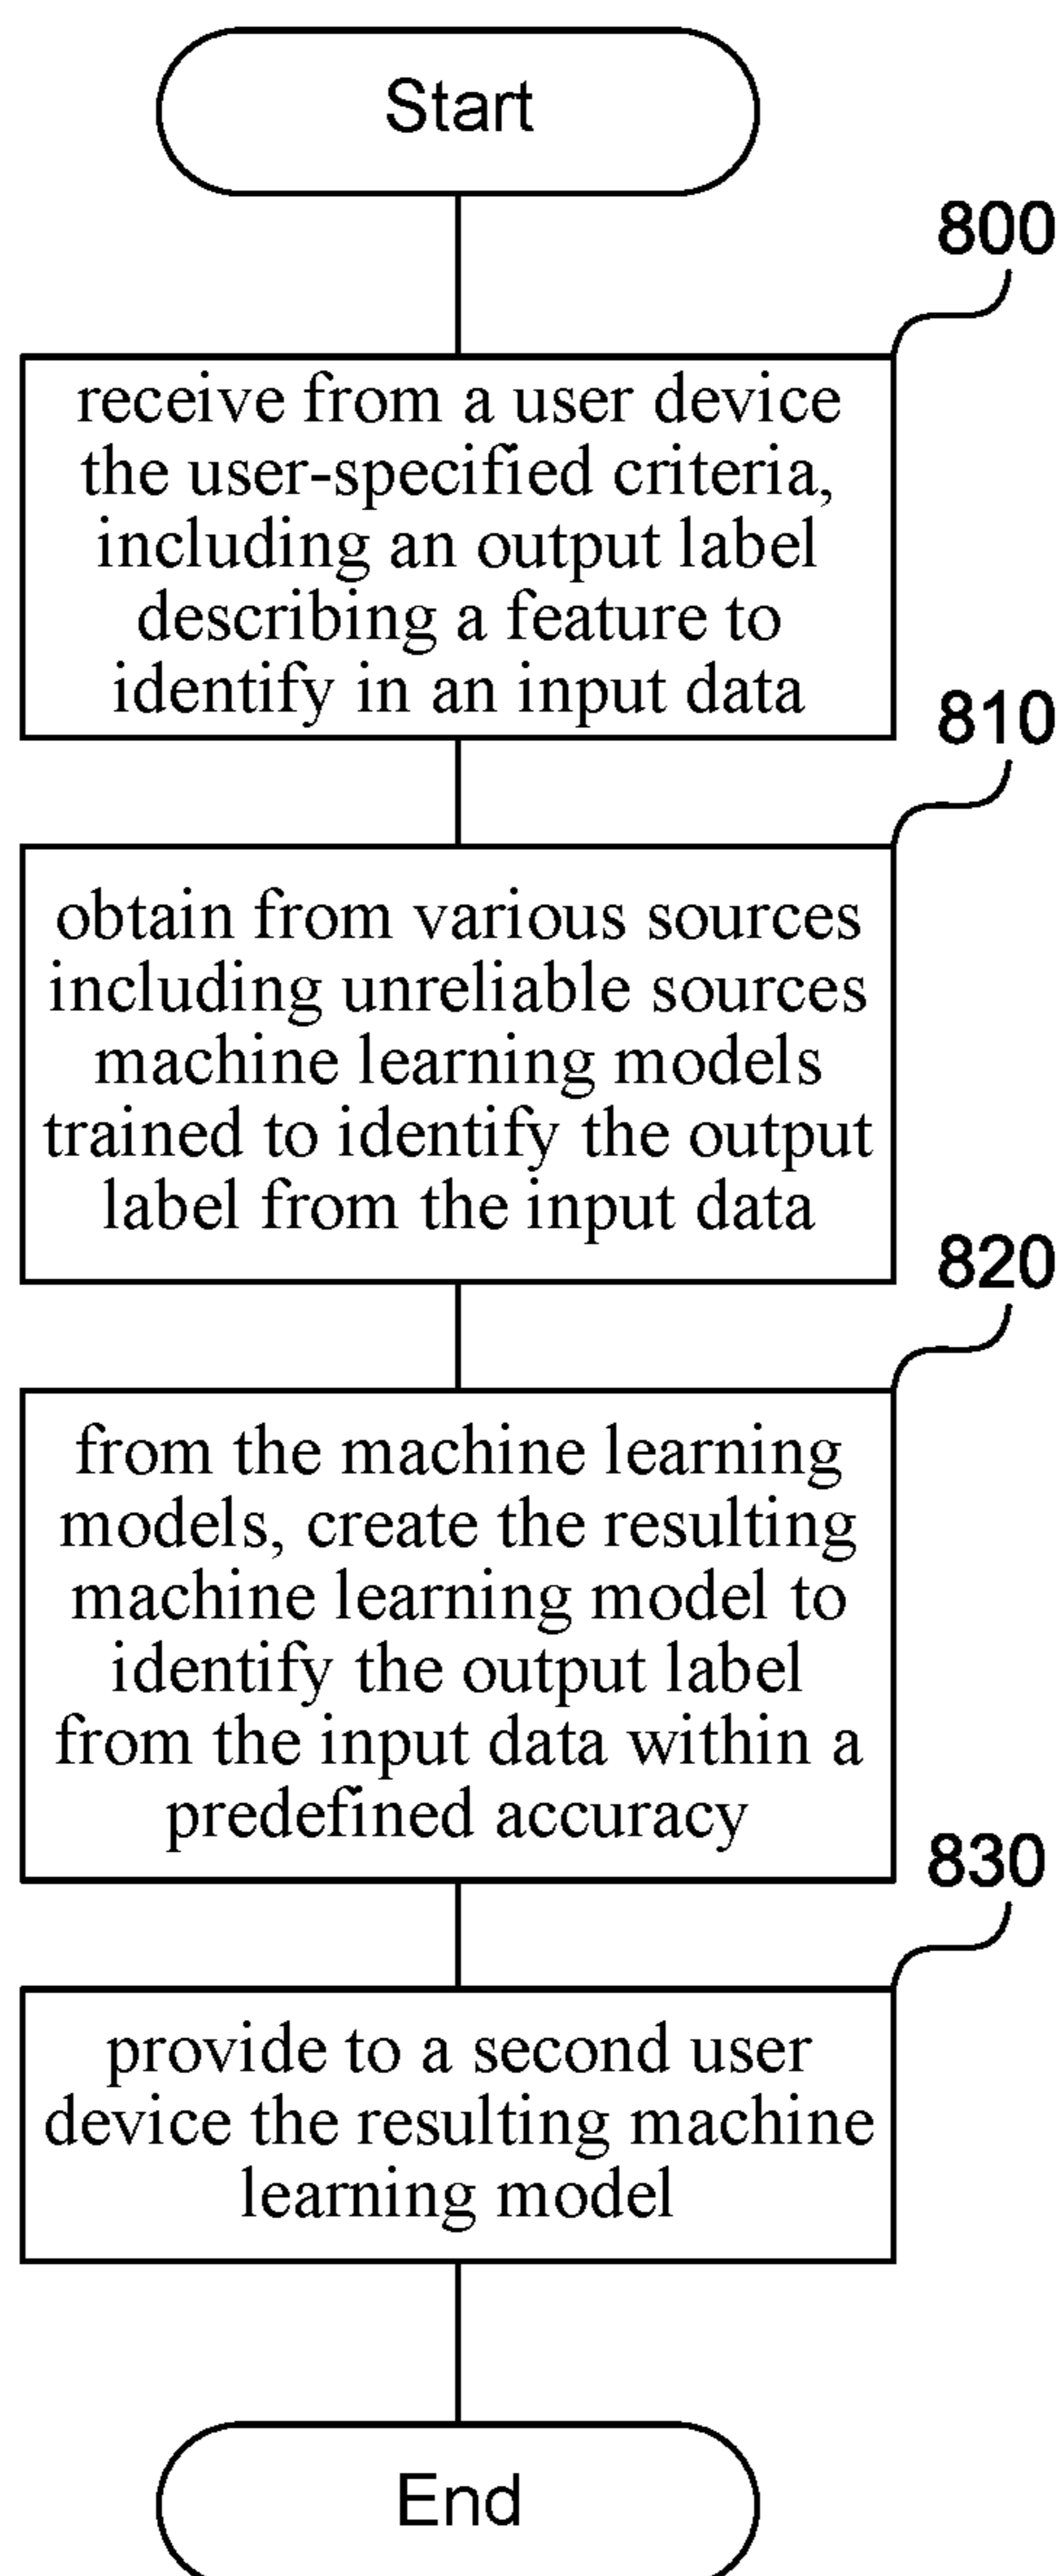 Start
800
receive from a user device
the user-specified criteria,
including an output label
describing a feature to
identify in an input data
810
obtain from various sources
including unreliable sources
machine learning models
trained to identify the output
label from the input data
820
from the machine learning
models, create the resulting
machine learning model to
identify the output label
from the input data within a
predefined accuracy
830
provide to a second user
device the resulting machine
learning model
End